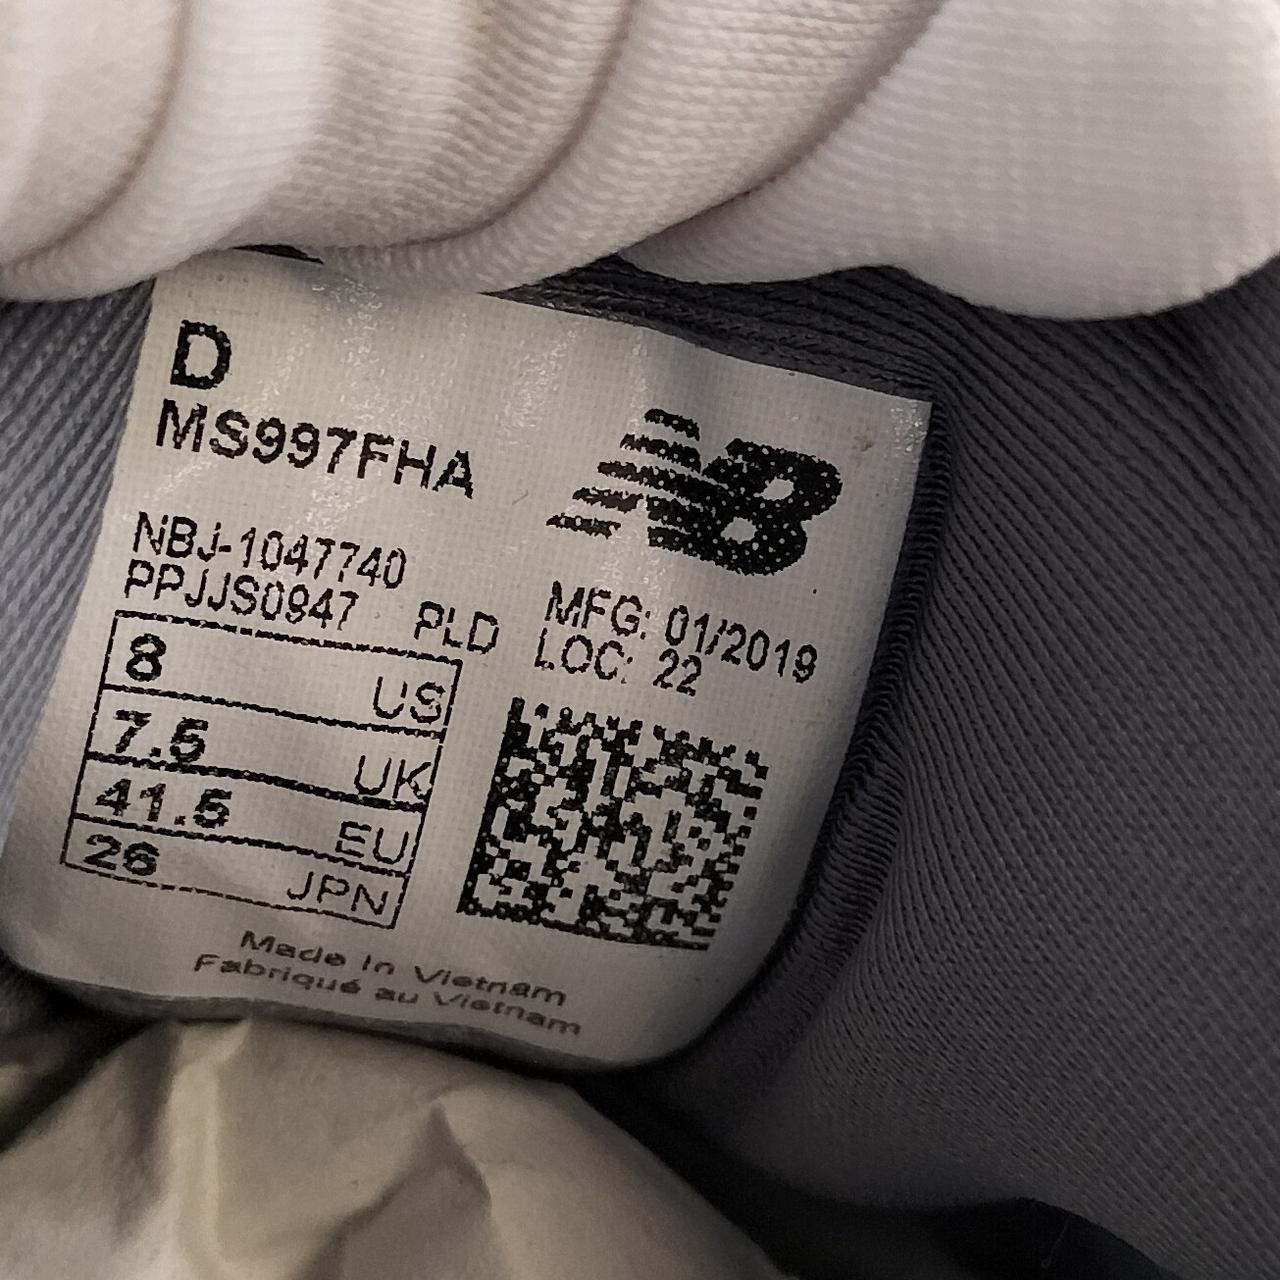 D
MS997FHA
NB
NBJ-1047740
PPJJS0947 PLD
MFG: 01/2019
LOC: 22
8 US
7.5 UK
41.5 EU
26 JPN
Made In Vietnam
Fabriqué au Vietnam